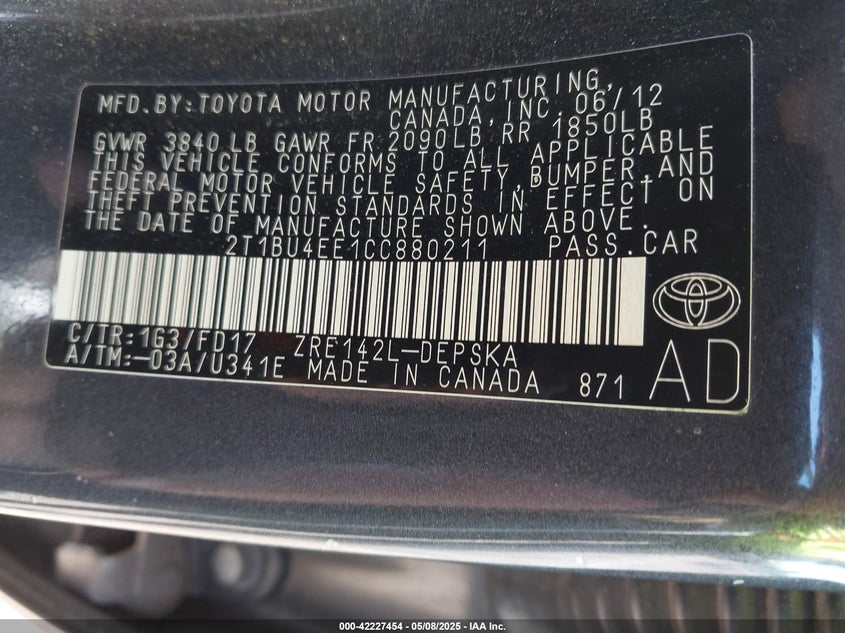 MFD.BY:TOYOTA MOTOR MANUFACTURING,
CANADA,INC. 06/12
GVWR 3840 LB GAWR FR 2090LB RR 1850LB
THIS VEHICLE CONFORMS TO ALL APPLICABLE
FEDERAL MOTOR VEHICLE SAFETY,BUMPER,AND
THEFT PREVENTION STANDARDS IN EFFECT ON
THE DATE OF MANUFACTURE SHOWN ABOVE.
2T1BU4EE1CC880211 PASS.CAR
C/TR:1G3/FD17 ZRE142L-DEPSKA
A/TM:-03A/U341E MADE IN CANADA 871
AD
000-42227454 - 05/08/2025 - IAA Inc.